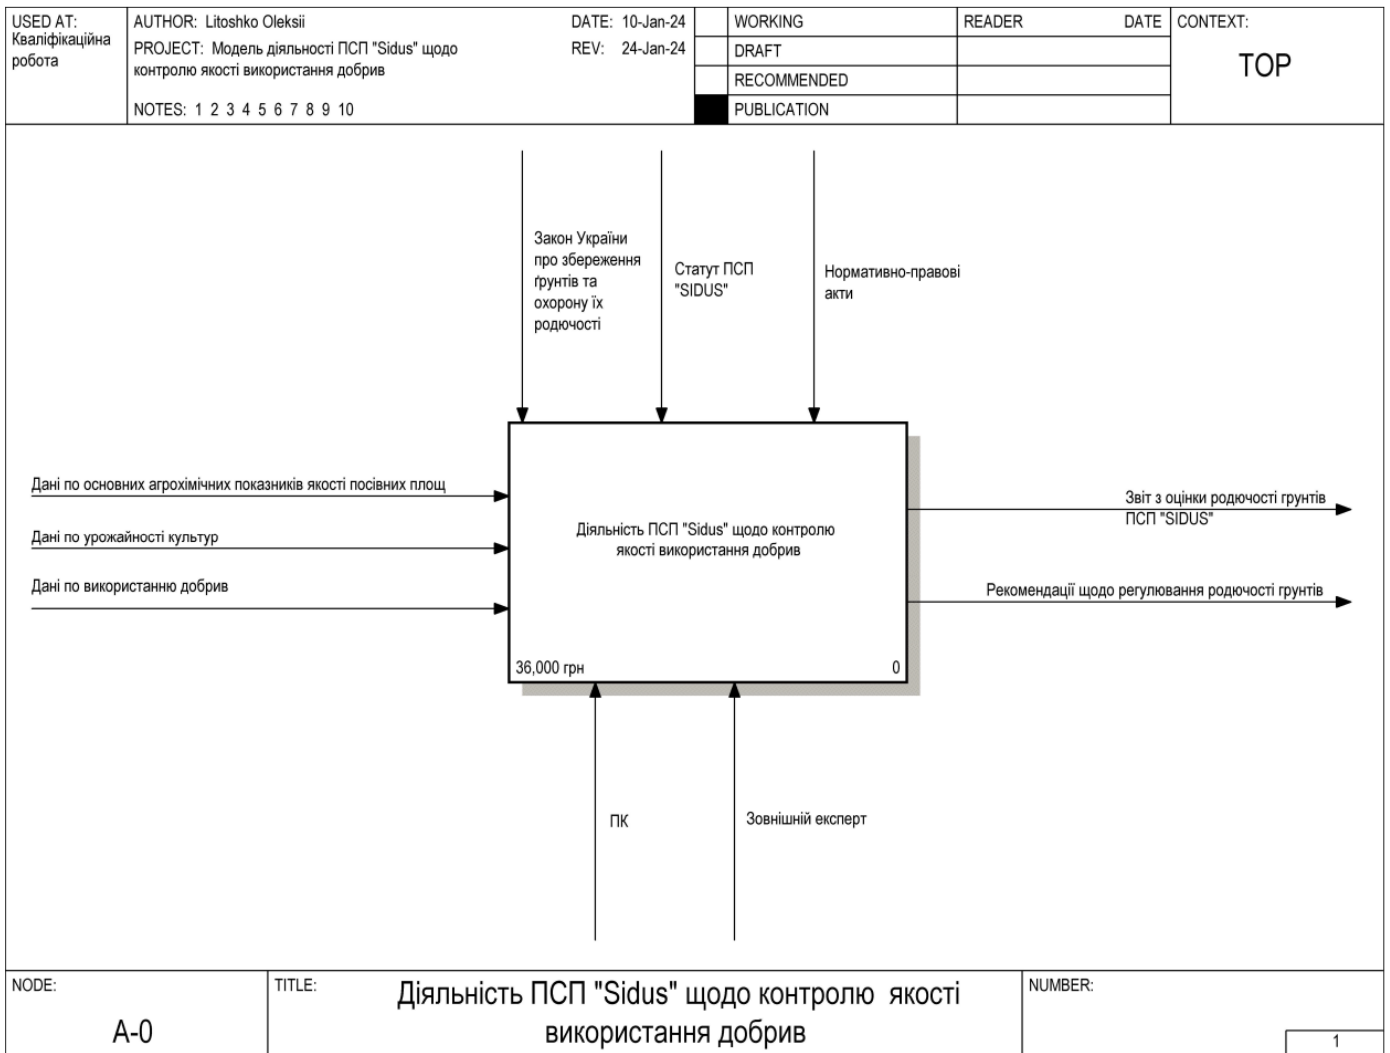 USED AT:
Кваліфікаційна
робота
AUTHOR: Litoshko Oleksii
DATE: 10-Jan-24
PROJECT: Модель діяльності ПСП "Sidus" щодо
контролю якості використання добрив
REV: 24-Jan-24
NOTES: 1 2 3 4 5 6 7 8 9 10
WORKING
DRAFT
RECOMMENDED
PUBLICATION
READER
DATE
CONTEXT:
TOP
Закон України
про збереження
ґрунтів та
охорону їх
родючості
Статут ПСП
"SIDUS"
Нормативно-правові
акти
Дані по основних агрохімічних показників якості посівних площ
Дані по урожайності культур
Дані по використанню добрив
Діяльність ПСП "Sidus" щодо контролю
якості використання добрив
36,000 грн
0
Звіт з оцінки родючості грунтів
ПСП "SIDUS"
Рекомендації щодо регулювання родючості грунтів
ПК
Зовнішній експерт
NODE:
A-0
TITLE:
Діяльність ПСП "Sidus" щодо контролю якості
використання добрив
NUMBER:
1